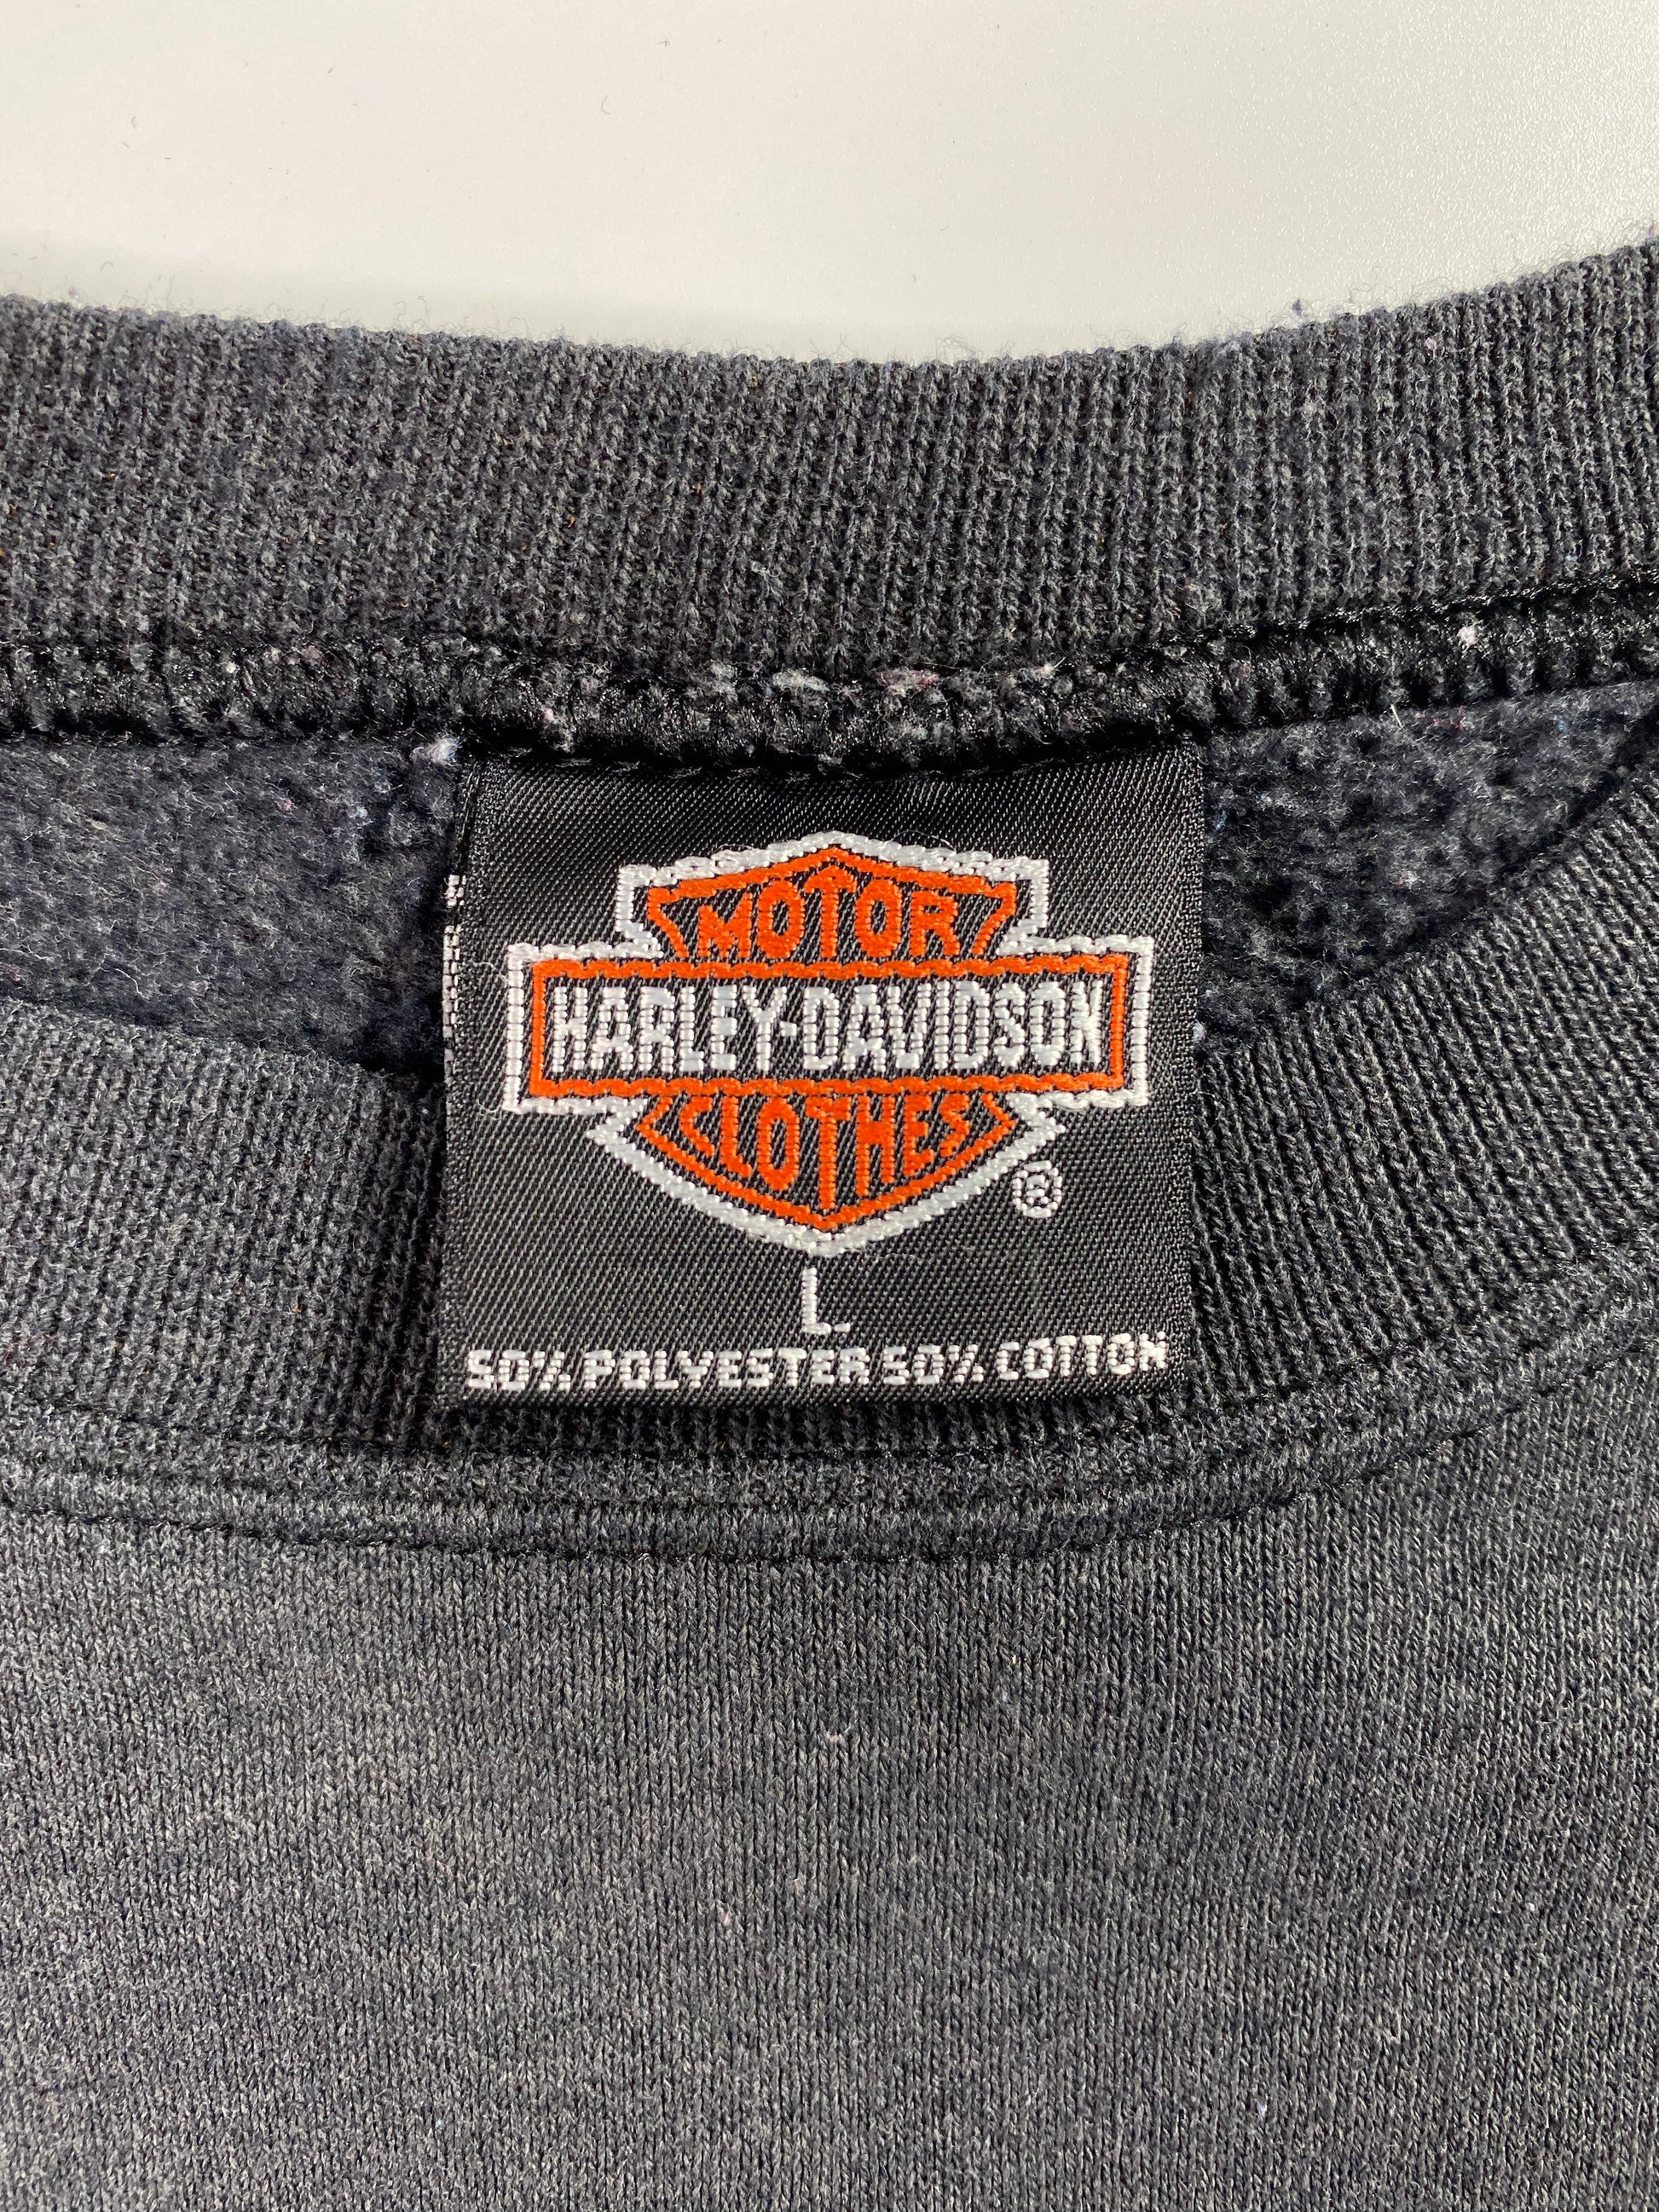 MOTOR
HARLEY-DAVIDSON
CLOTHES
®
L
50% POLYESTER 50% COTTON